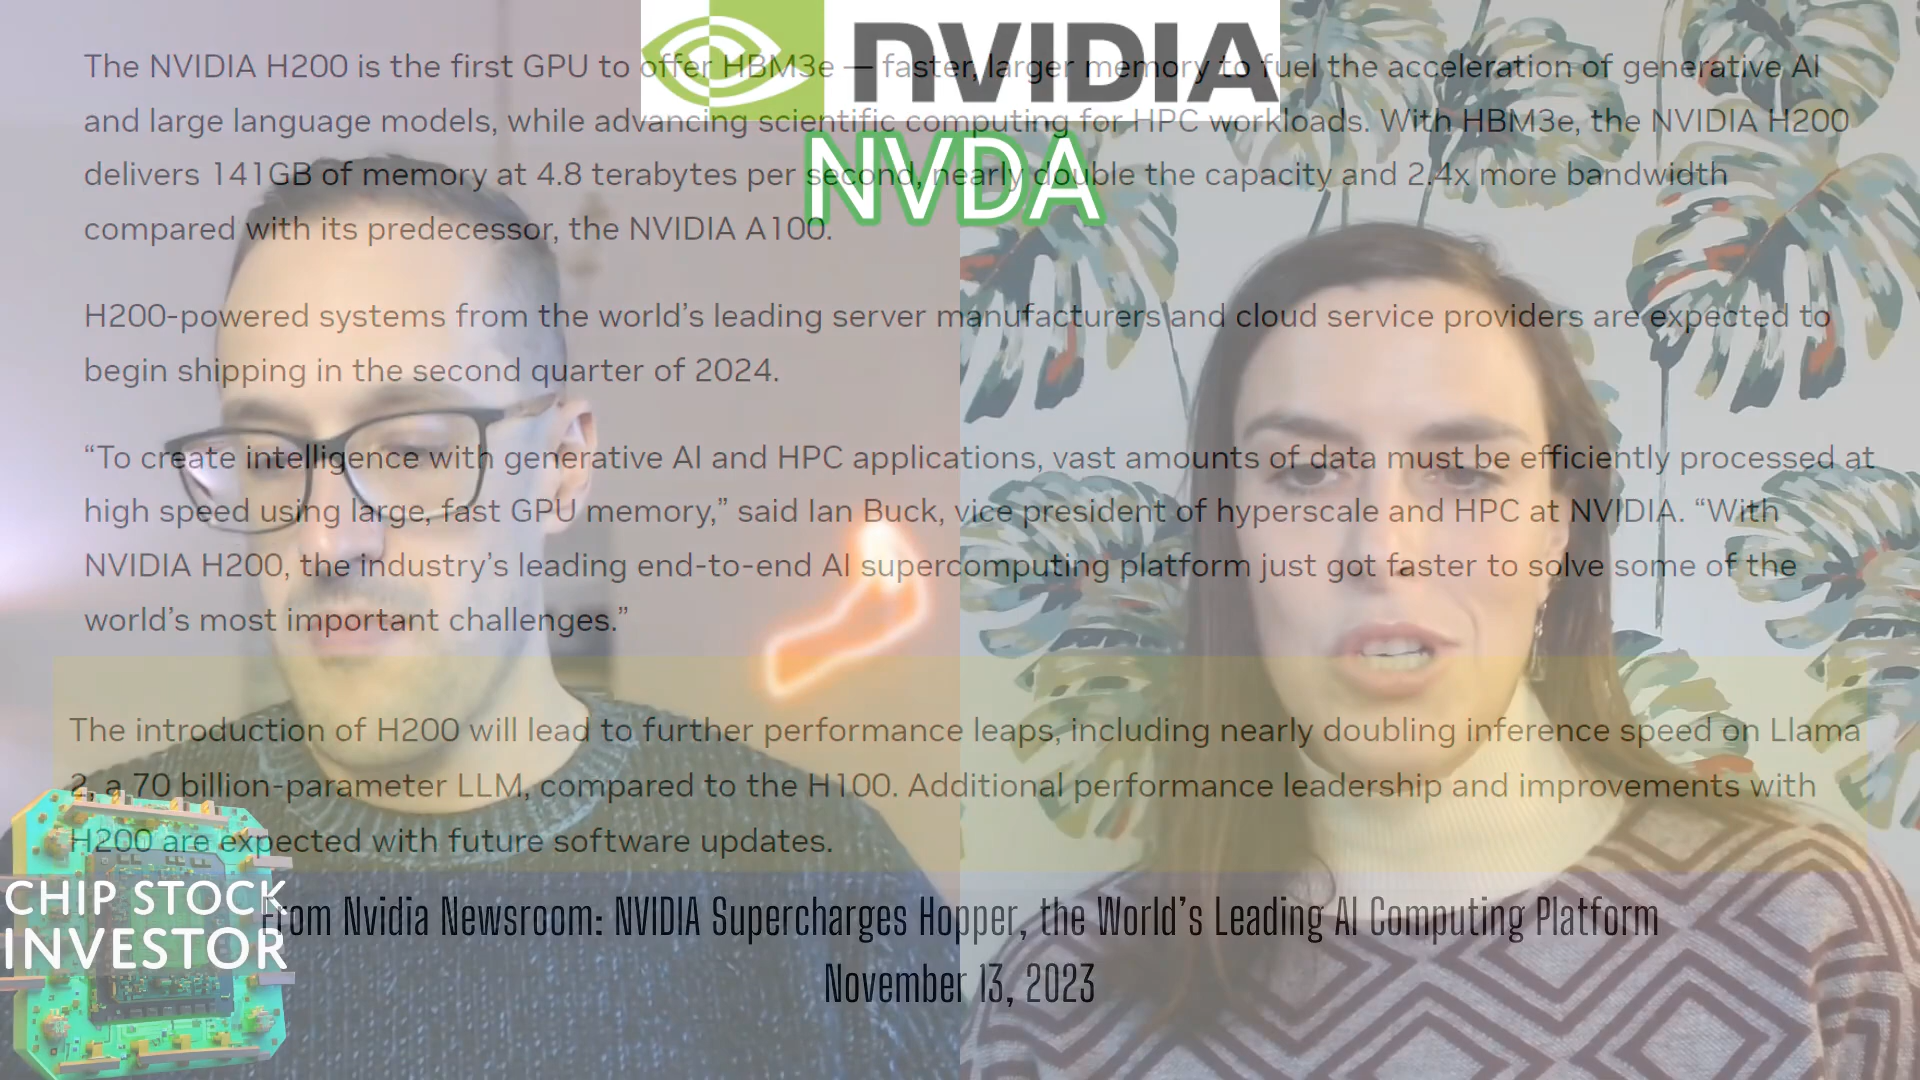 NVIDIA
NVDA
The NVIDIA H200 is the first GPU to offer HBM3e — faster, larger memory to fuel the acceleration of generative AI
and large language models, while advancing scientific computing for HPC workloads. With HBM3e, the NVIDIA H200
delivers 141GB of memory at 4.8 terabytes per second, nearly double the capacity and 2.4x more bandwidth
compared with its predecessor, the NVIDIA A100.
H200-powered systems from the world’s leading server manufacturers and cloud service providers are expected to
begin shipping in the second quarter of 2024.
“To create intelligence with generative AI and HPC applications, vast amounts of data must be efficiently processed at
high speed using large, fast GPU memory,” said Ian Buck, vice president of hyperscale and HPC at NVIDIA. “With
NVIDIA H200, the industry’s leading end-to-end AI supercomputing platform just got faster to solve some of the
world’s most important challenges.”
The introduction of H200 will lead to further performance leaps, including nearly doubling inference speed on Llama
2, a 70 billion-parameter LLM, compared to the H100. Additional performance leadership and improvements with
H200 are expected with future software updates.
From Nvidia Newsroom: NVIDIA Supercharges Hopper, the World’s Leading AI Computing Platform
November 13, 2023
CHIP STOCK
INVESTOR